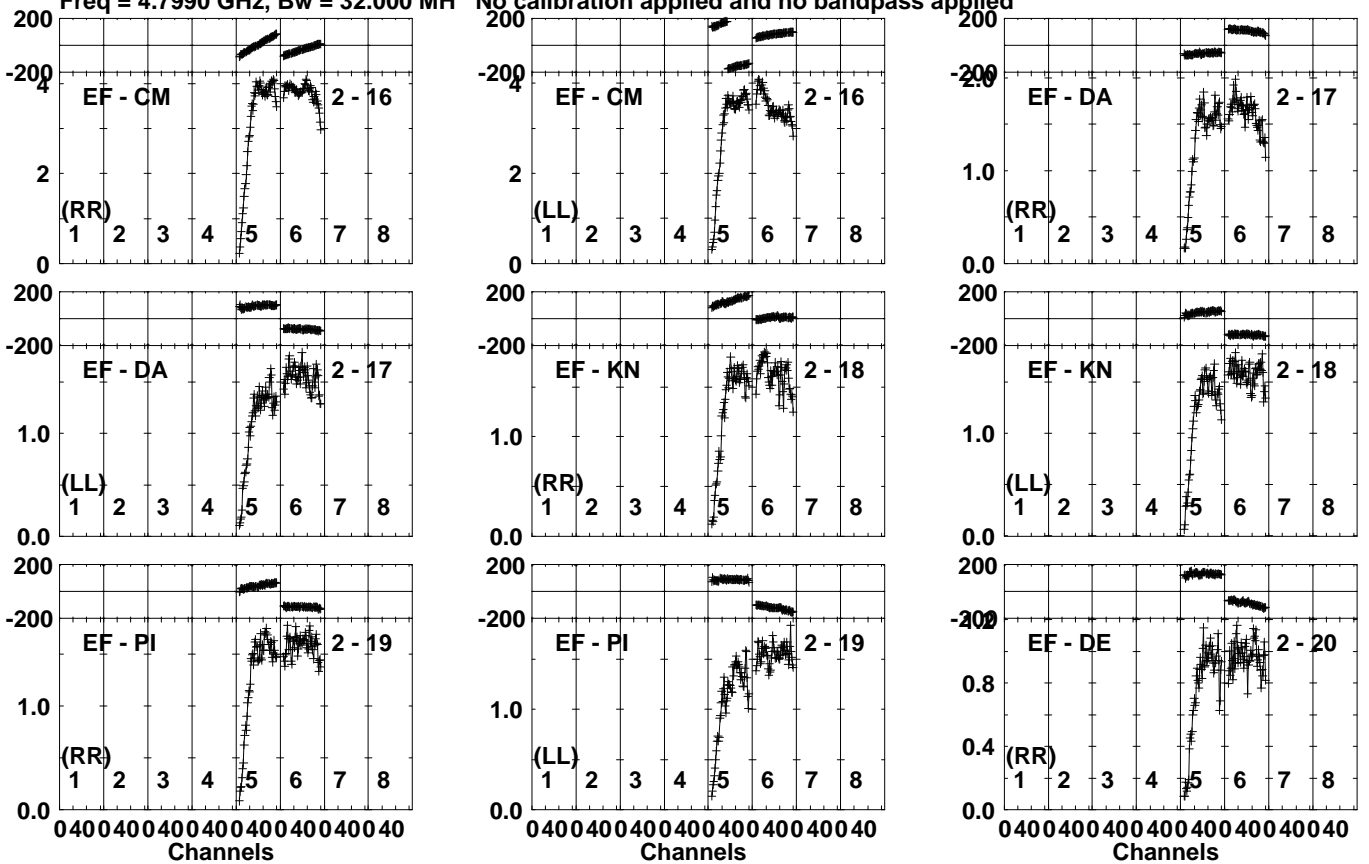 Freq = 4.7990 GHz, Bw = 32.000 MH No calibration applied and no bandpass applied
200 200 200
-200 -200 -200
4 EF - CM 2 - 16 4 EF - CM 2 - 16 2.0 EF - DA 2 - 17
2 2 1.0
(RR) (LL) (RR)
1 2 3 4 5 6 7 8 1 2 3 4 5 6 7 8 1 2 3 4 5 6 7 8
0 0 0.0
200 200 200
-200 -200 -200
EF - DA 2 - 17 EF - KN 2 - 18 EF - KN 2 - 18
1.0 1.0 1.0
(LL) (RR) (LL)
1 2 3 4 5 6 7 8 1 2 3 4 5 6 7 8 1 2 3 4 5 6 7 8
0.0 0.0 0.0
200 200 200
-200 -200 -200
1.2
EF - PI 2 - 19 EF - PI 2 - 19 EF - DE 2 - 20
0.8
1.0 1.0
0.4
(RR) (LL) (RR)
1 2 3 4 5 6 7 8 1 2 3 4 5 6 7 8 1 2 3 4 5 6 7 8
0.0 0.0 0.0
0 40 0 40 0 40 0 40 0 40 0 40 0 40 0 40 0 40 0 40 0 40 0 40 0 40 0 40 0 40 0 40 0 40 0 40 0 40 0 40 0 40 0 40 0 40 0 40
Channels Channels Channels